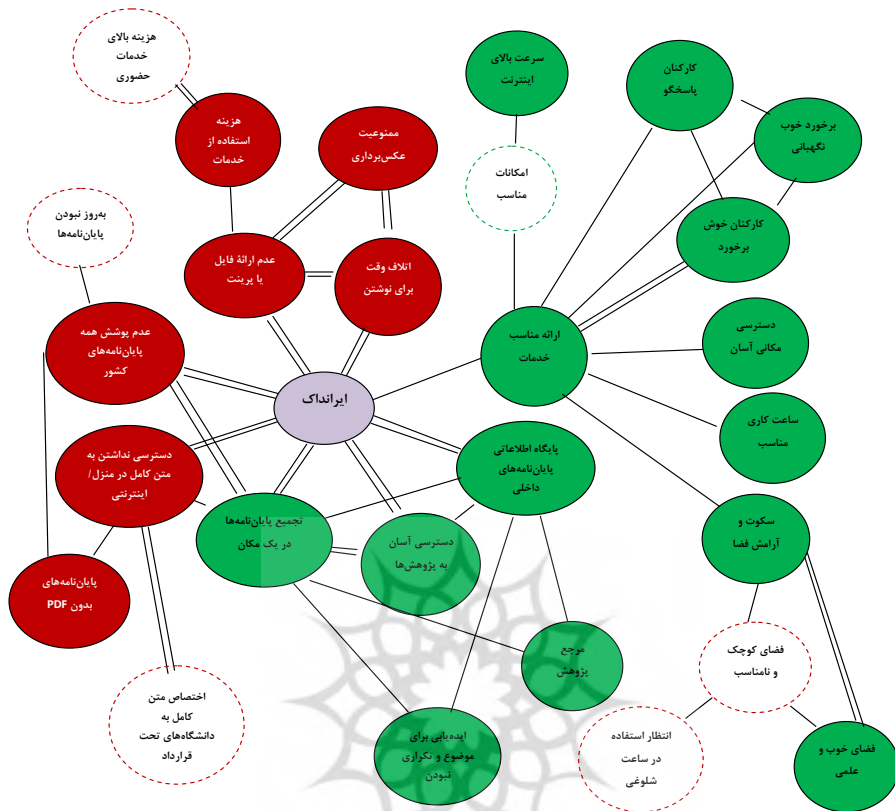 هزینه بالای
خدمات
حضوری
سرعت بالای
اینترنت
کارکنان
پاسخگو
هزینه
استفاده از
خدمات
ممنوعیت
عکس‌برداری
برخورد خوب
نگهبانی
امکانات
مناسب
به‌روز نبودن
پایان‌نامه‌ها
کارکنان خوش
برخورد
عدم ارائهٔ فایل
یا پرینت
اتلاف وقت
برای نوشتن
عدم پوشش همه
پایان‌نامه‌های
کشور
ارائه مناسب
خدمات
دسترسی
مکانی آسان
ایرانداک
ساعت کاری
مناسب
دسترسی نداشتن به
متن کامل در منزل/
اینترنتی
پایگاه اطلاعاتی
پایان‌نامه‌های
داخلی
تجمیع پایان‌نامه‌ها
در یک مکان
دسترسی آسان
به پژوهش‌ها
سکوت و
آرامش فضا
پایان‌نامه‌های
بدون PDF
مرجع
پژوهش
فضای کوچک
و نامناسب
اختصاص متن
کامل به
دانشگاه‌های تحت
قرارداد
ایده‌یابی برای
موضوع و تکراری
نبودن
انتظار استفاده
در ساعت
شلوغی
فضای خوب و
علمی